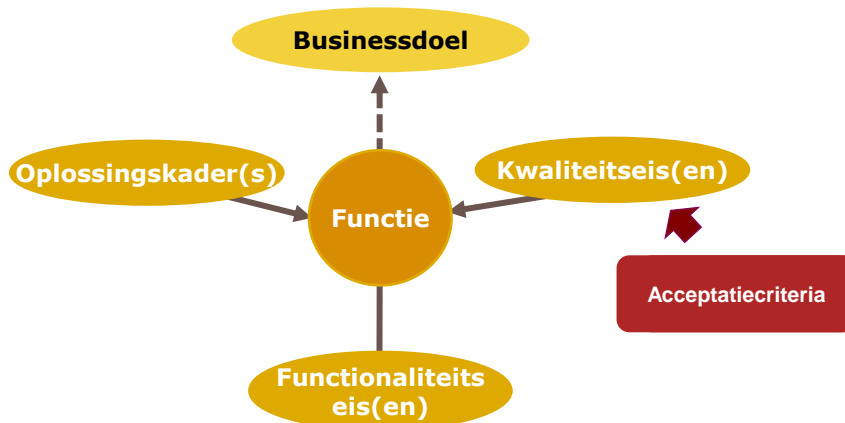 Businessdoel
Oplossingskader(s)
Kwaliteitseis(en)
Functie
Acceptatiecriteria
Functionaliteits
eis(en)